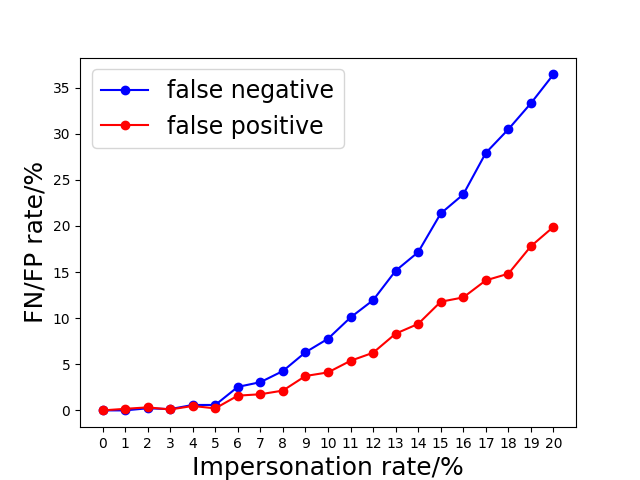 false negative
false positive
FN/FP rate/%
35
30
25
20
15
10
5
0
0 1 2 3 4 5 6 7 8 9 10 11 12 13 14 15 16 17 18 19 20
Impersonation rate/%